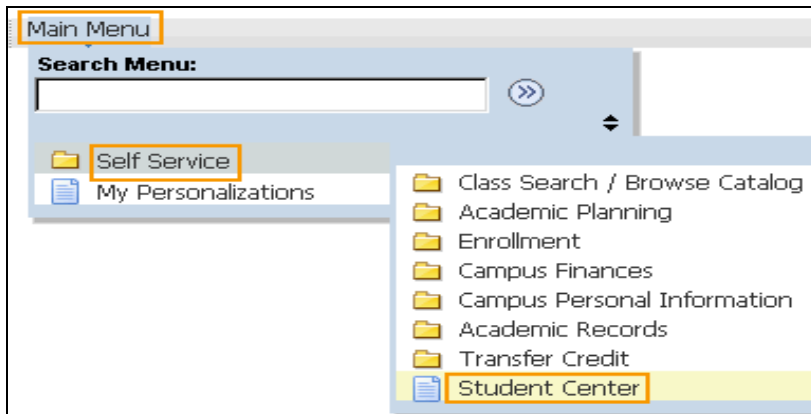 Main Menu
Search Menu:
Self Service
My Personalizations
Class Search / Browse Catalog
Academic Planning
Enrollment
Campus Finances
Campus Personal Information
Academic Records
Transfer Credit
Student Center